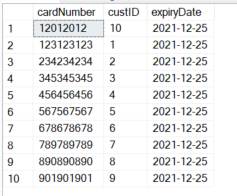 cardNumber custID expiryDate
1 12012012 10 2021-12-25
2 123123123 1 2021-12-25
3 234234234 2 2021-12-25
4 345345345 3 2021-12-25
5 456456456 4 2021-12-25
6 567567567 5 2021-12-25
7 678678678 6 2021-12-25
8 789789789 7 2021-12-25
9 890890890 8 2021-12-25
10 901901901 9 2021-12-25